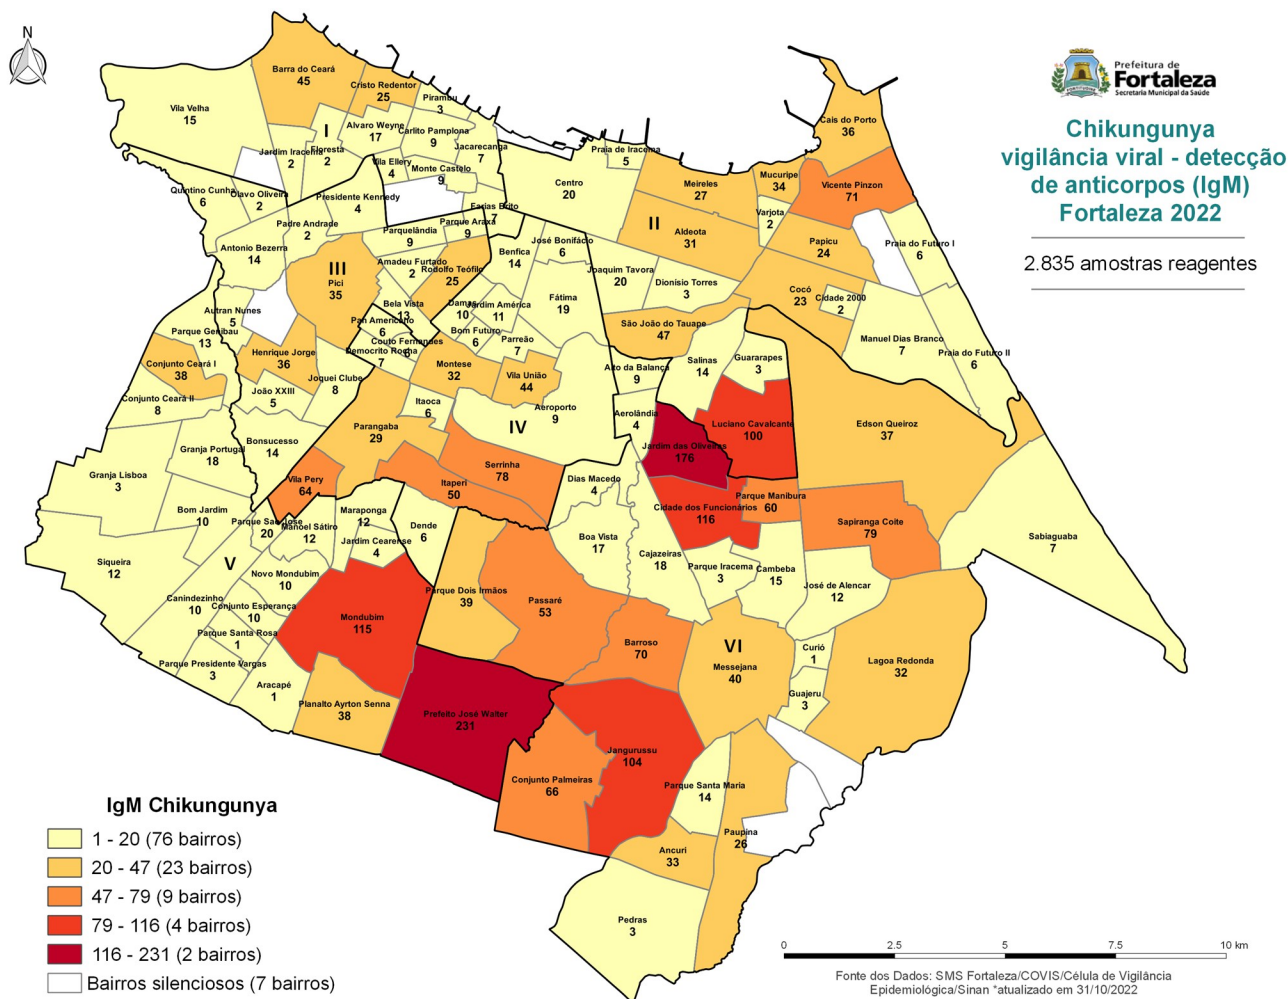 N
Prefeitura de
Fortaleza
Secretaria Municipal da Saúde
Chikungunya
vigilância viral - detecção
de anticorpos (IgM)
Fortaleza 2022
2.835 amostras reagentes
Barra do Ceará
45
Cristo Redentor
25
Pirambu
3
Vila Velha
15
I
Alvaro Weyne
17
Carlito Pamplona
9
Jacarecanga
7
Jardim Iracema
2
Floresta
2
Vila Ellery
4
Monte Castelo
9
Quintino Cunha
6
Olavo Oliveira
2
Presidente Kennedy
4
Farias Brito
7
Padre Andrade
2
Parquelândia
9
Parque Araxá
9
Antonio Bezerra
14
III
Pici
35
Amadeu Furtado
2
Rodolfo Teófilo
25
Bela Vista
13
Autran Nunes
5
Parque Genibau
13
Henrique Jorge
36
Conjunto Ceará I
38
Conjunto Ceará II
8
João XXIII
5
Joquei Clube
8
Pan Americano
6
Couto Fernandes
6
Democrito Rocha
7
Praia de Iracema
5
Centro
20
Meireles
27
Mucuripe
34
Varjota
2
II
Aldeota
31
Cais do Porto
36
Vicente Pinzon
71
Papicu
24
Praia do Futuro I
6
Cocó
23
Cidade 2000
2
Manuel Dias Branco
7
Praia do Futuro II
6
Benfica
14
José Bonifácio
6
Joaquim Tavora
20
Dionísio Torres
3
Damas
10
Jardim América
11
Fátima
19
Bom Futuro
6
Parreão
7
São João do Tauape
47
Salinas
14
Guararapes
3
Montese
32
Vila União
44
Alto da Balança
9
Itaoca
6
Aeroporto
9
Aerolândia
4
IV
Parangaba
29
Luciano Cavalcante
100
Edson Queiroz
37
Jardim das Oliveiras
176
Bonsucesso
14
Granja Portugal
18
Granja Lisboa
3
Vila Pery
64
Serrinha
78
Itaperi
50
Dias Macedo
4
Parque Manibura
60
Cidade dos Funcionários
116
Sapiranga Coite
79
Sabiaguaba
7
Bom Jardim
10
Parque Sao Jose
20
Manoel Sátiro
12
Maraponga
12
Jardim Cearense
4
Dende
6
Boa Vista
17
Cajazeiras
18
Parque Iracema
3
Cambeba
15
José de Alencar
12
Siqueira
12
V
Novo Mondubim
10
Canindezinho
10
Conjunto Esperança
10
Parque Santa Rosa
1
Parque Presidente Vargas
3
Aracapé
1
Mondubim
115
Planalto Ayrton Senna
38
Parque Dois Irmãos
39
Passaré
53
Barroso
70
VI
Messejana
40
Curió
1
Guajeru
3
Lagoa Redonda
32
Prefeito José Walter
231
Conjunto Palmeiras
66
Jangurussu
104
Parque Santa Maria
14
Paupina
26
Ancuri
33
Pedras
3
IgM Chikungunya
1 - 20 (76 bairros)
20 - 47 (23 bairros)
47 - 79 (9 bairros)
79 - 116 (4 bairros)
116 - 231 (2 bairros)
Bairros silenciosos (7 bairros)
0 2.5 5 7.5 10 km
Fonte dos Dados: SMS Fortaleza/COVIS/Célula de Vigilância
Epidemiológica/Sinan *atualizado em 31/10/2022